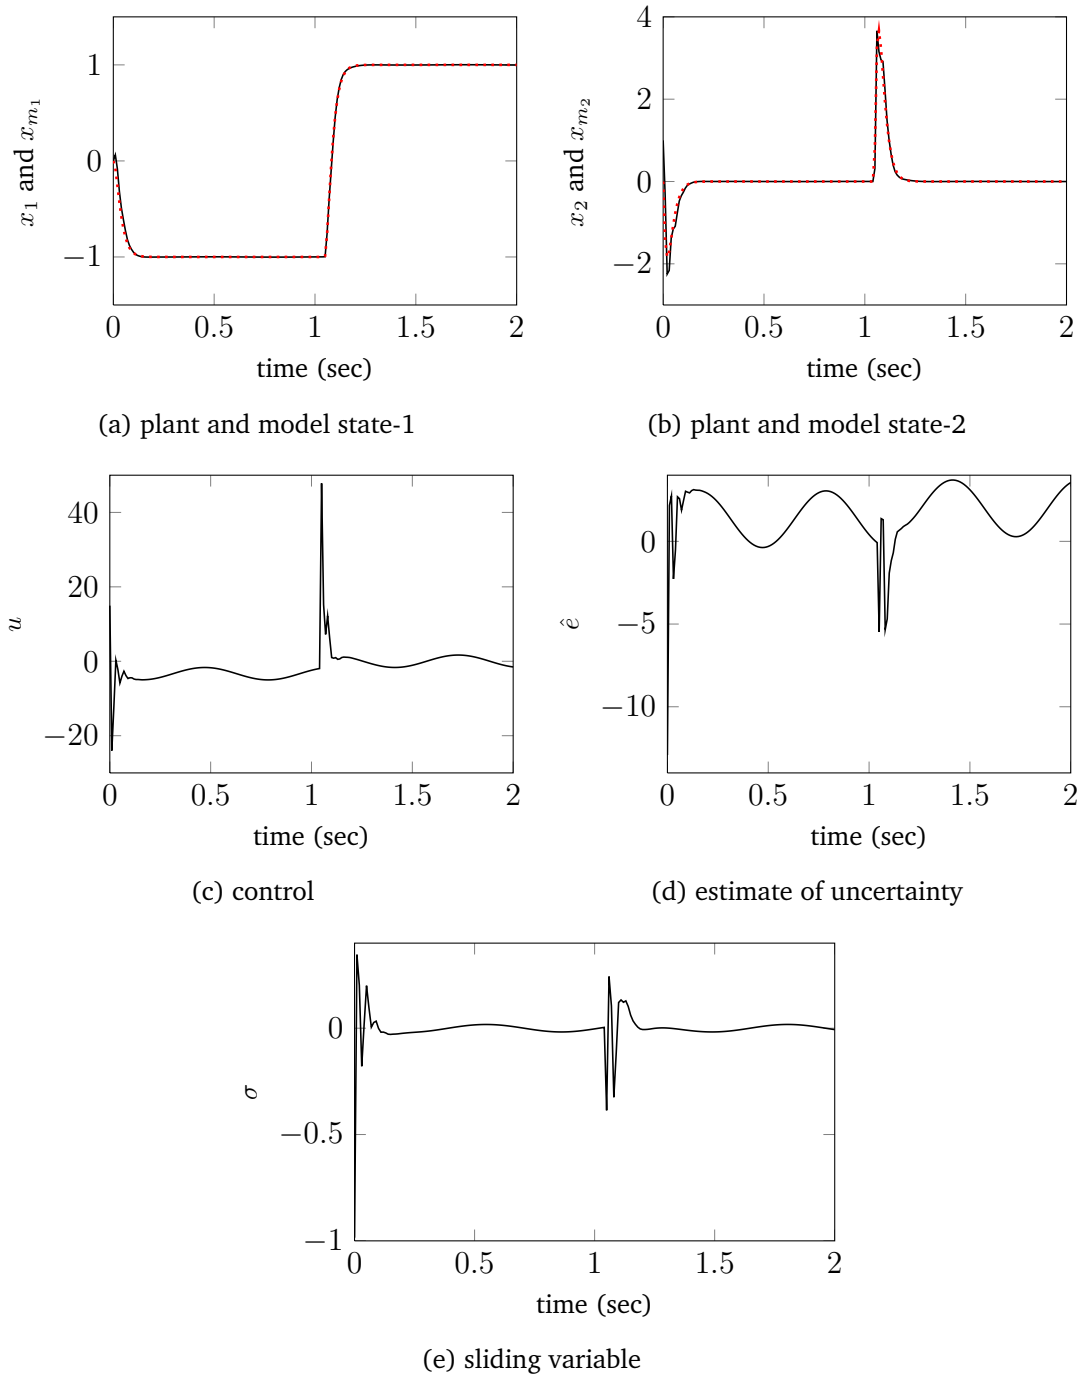 1
0
−1
x₁ and xₘ₁
0 0.5 1 1.5 2
time (sec)
(a) plant and model state-1
4
2
0
−2
x₂ and xₘ₂
0 0.5 1 1.5 2
time (sec)
(b) plant and model state-2
40
20
0
−20
u
0 0.5 1 1.5 2
time (sec)
(c) control
0
−5
−10
ê
0 0.5 1 1.5 2
time (sec)
(d) estimate of uncertainty
0
−0.5
−1
σ
0 0.5 1 1.5 2
time (sec)
(e) sliding variable